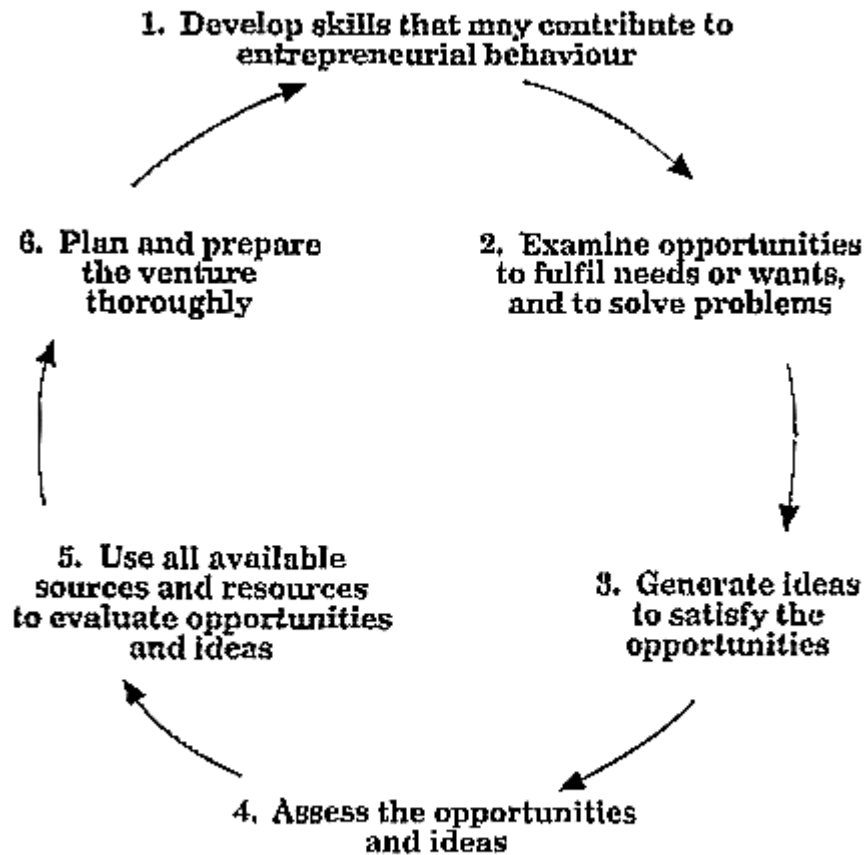 1. Develop skills that may contribute to
entrepreneurial behaviour
2. Examine opportunities
to fulfil needs or wants,
and to solve problems
3. Generate ideas
to satisfy the
opportunities
4. Assess the opportunities
and ideas
5. Use all available
sources and resources
to evaluate opportunities
and ideas
6. Plan and prepare
the venture
thoroughly